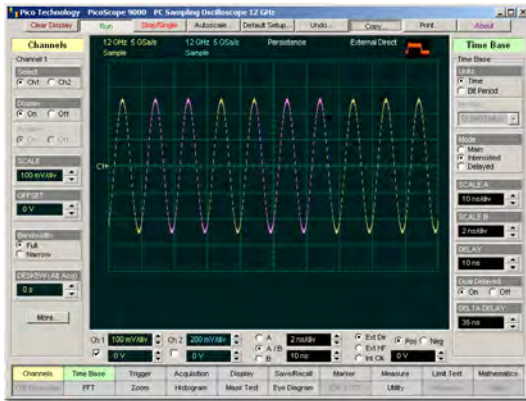 Pico Technology PicoScope 9000 PC Sampling Oscilloscope 12 GHz
Clear Display Run Stop/Single Autoscale... Default Setup... Undo... Copy... Print... About
Channels
Channel 1
Select
Ch1 Ch2
Display
On Off
On Off
SCALE
100 mV/div
OFFSET
0 V
Bandwidth
Full
Narrow
DESKEW (All Acq)
0 s
More...
12 GHz 5 GSa/s 12 GHz 5 GSa/s Persistence External Direct
Sample Sample
C1
Time Base
Time Base
Units
Time
Bit Period
Mode
Main
Intensified
Delayed
SCALE A
10 ns/div
SCALE B
2 ns/div
DELAY
10 ns
Dual Delayed
On Off
DELTA DELAY
35 ns
Ch 1 100 mV/div Ch 2 200 mV/div A 2 ns/div Ext Dir Pos Neg
0 V 0 V A / B B 10 ns Ext HF Int Clk 0 V
Channels Time Base Trigger Acquisition Display Save/Recall Marker Measure Limit Test Mathematics
FFT Zoom Histogram Mask Test Eye Diagram Utility